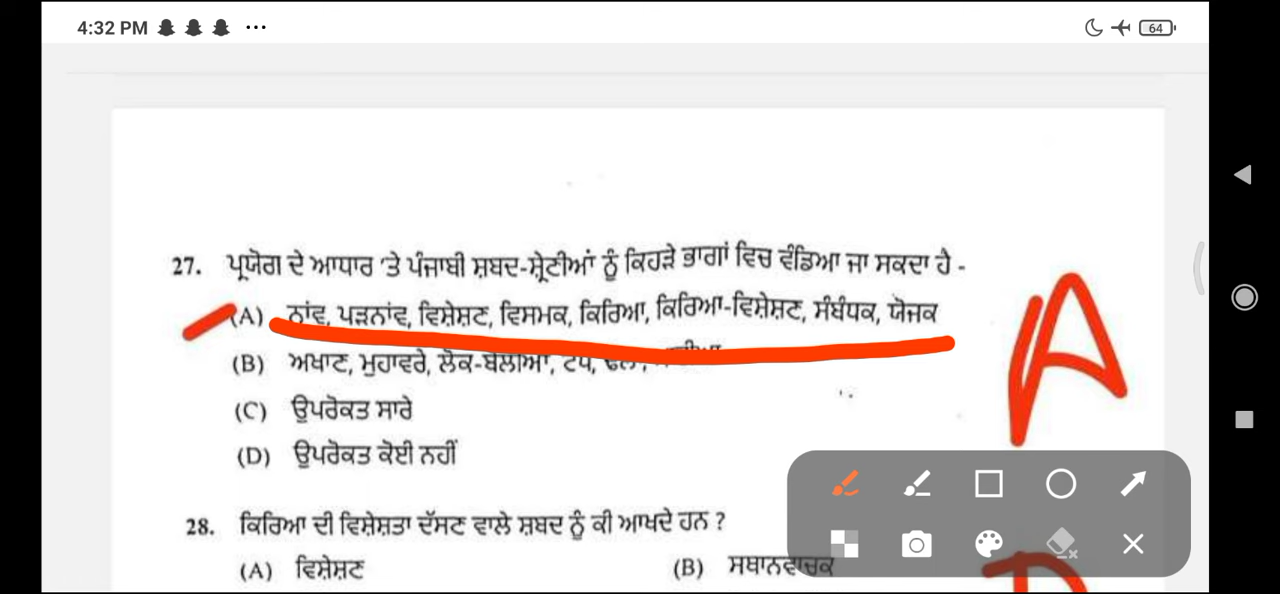 4:32 PM
64
27. ਪ੍ਰਯੋਗ ਦੇ ਆਧਾਰ 'ਤੇ ਪੰਜਾਬੀ ਸ਼ਬਦ-ਸ਼੍ਰੇਣੀਆਂ ਨੂੰ ਕਿਹੜੇ ਭਾਗਾਂ ਵਿਚ ਵੰਡਿਆ ਜਾ ਸਕਦਾ ਹੈ -
(A) ਨਾਂਵ, ਪੜਨਾਂਵ, ਵਿਸ਼ੇਸ਼ਣ, ਵਿਸਮਕ, ਕਿਰਿਆ, ਕਿਰਿਆ-ਵਿਸ਼ੇਸ਼ਣ, ਸੰਬੰਧਕ, ਯੋਜਕ
A
(B) ਅਖਾਣ, ਮੁਹਾਵਰੇ, ਲੋਕ-ਬੋਲੀਆਂ, ਟੱਪੇ,
(C) ਉਪਰੋਕਤ ਸਾਰੇ
(D) ਉਪਰੋਕਤ ਕੋਈ ਨਹੀਂ
28. ਕਿਰਿਆ ਦੀ ਵਿਸ਼ੇਸ਼ਤਾ ਦੱਸਣ ਵਾਲੇ ਸ਼ਬਦ ਨੂੰ ਕੀ ਆਖਦੇ ਹਨ ?
(A) ਵਿਸ਼ੇਸ਼ਣ (B) ਸਥਾਨਵਾਚਕ